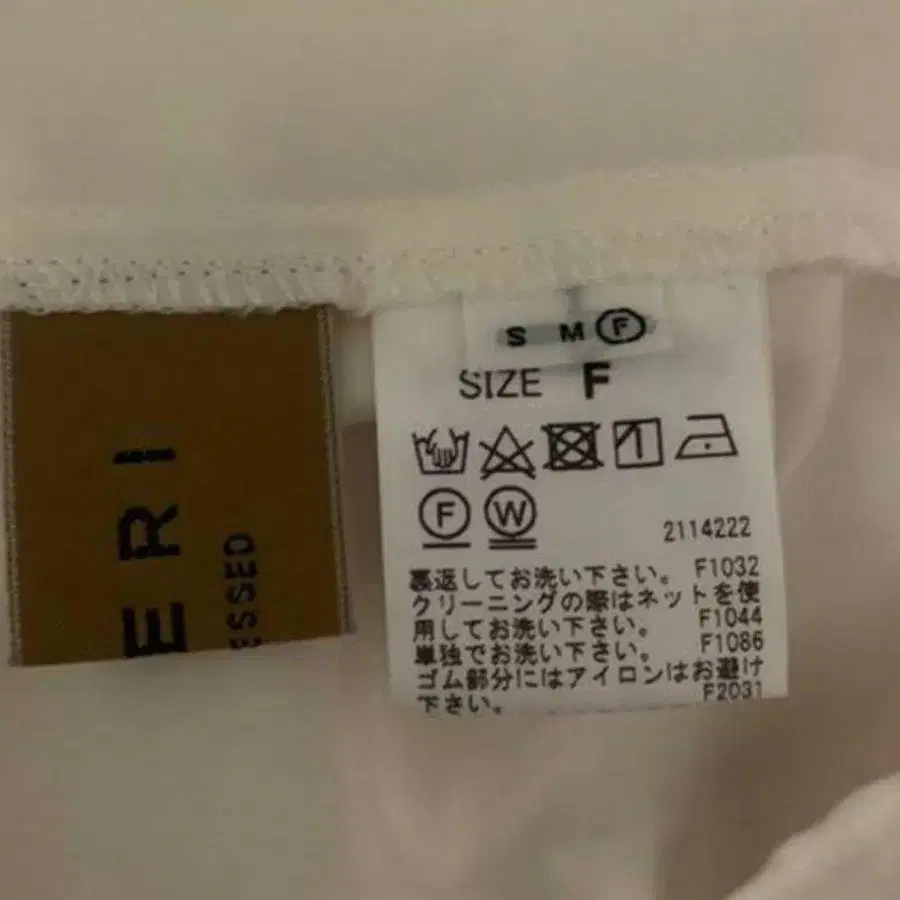 ERI
ESSED
S M F
SIZE F
F W
2114222
裏返してお洗い下さい。 F1032
クリーニングの際はネットを使
用してお洗い下さい。 F1044
単独でお洗い下さい。 F1086
ゴム部分にはアイロンはお避け
下さい。 F2031